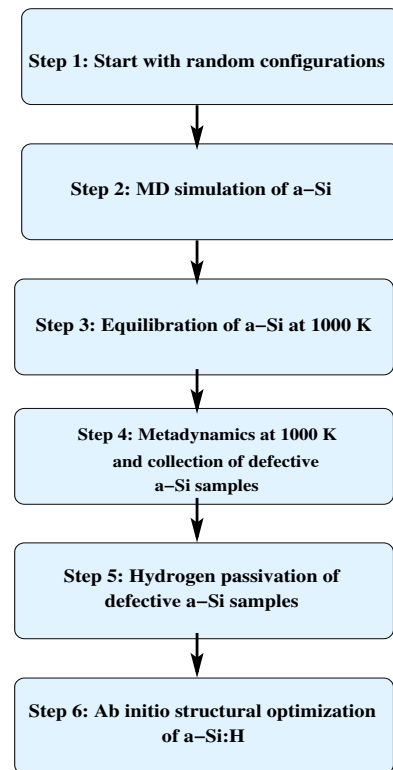 Step 1: Start with random configurations
Step 2: MD simulation of a−Si
Step 3: Equilibration of a−Si at 1000 K
Step 4: Metadynamics at 1000 K
and collection of defective
a−Si samples
Step 5: Hydrogen passivation of
defective a−Si samples
Step 6: Ab initio structural optimization
of a−Si:H